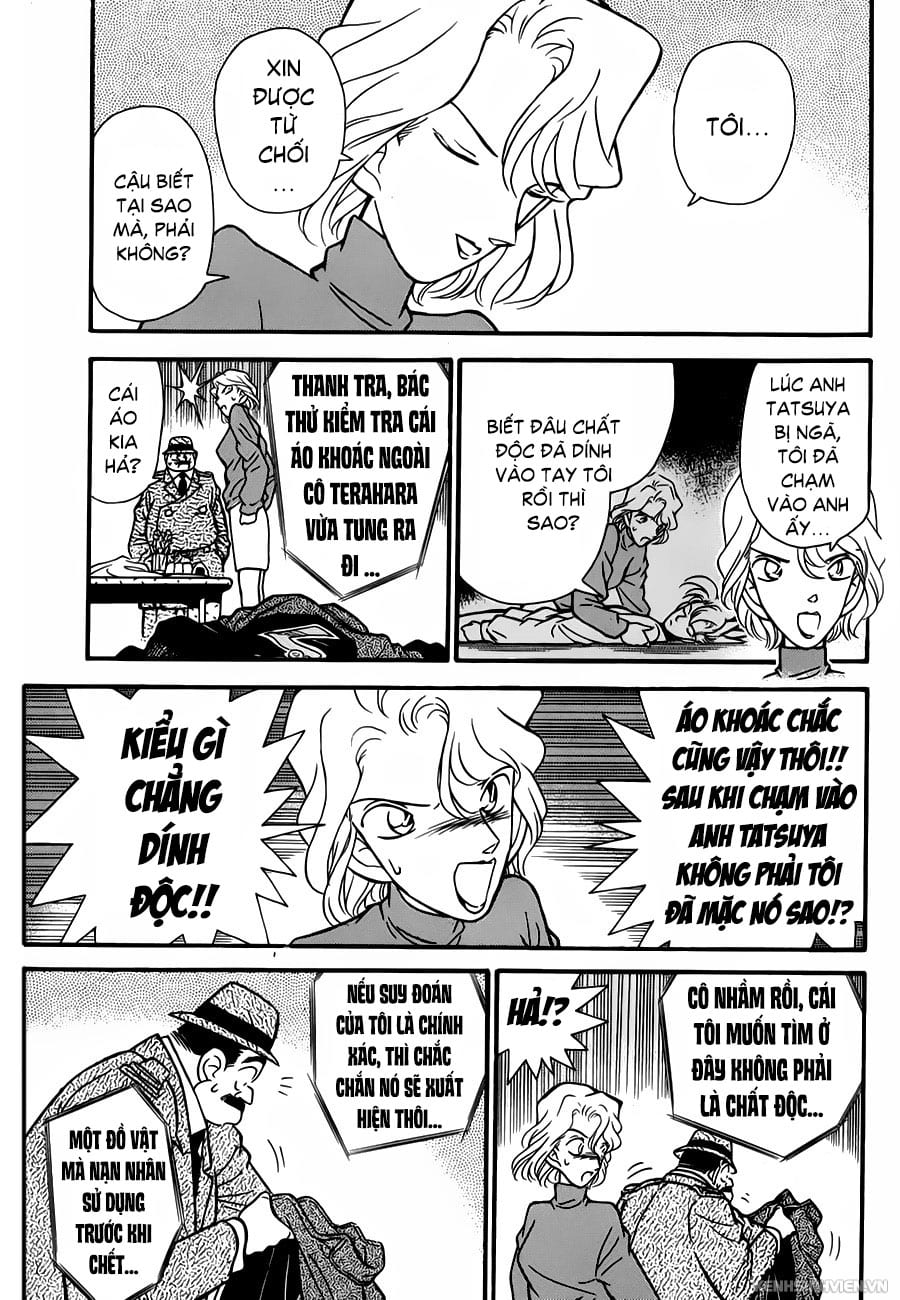 TÔI...
XIN
ĐƯỢC
TỪ
CHỐI
...
CẬU BIẾT
TẠI SAO
MÀ, PHẢI
KHÔNG?
LÚC ANH
TATSUYA
BỊ NGÃ,
TÔI ĐÃ
CHẠM
VÀO ANH
ẤY...
BIẾT ĐÂU CHẤT
ĐỘC ĐÃ DÍNH
VÀO TAY TÔI
RỒI THÌ
SAO?
THANH TRA, BÁC
THỬ KIỂM TRA CÁI
ÁO KHOÁC NGOÀI
CÔ TERAHARA
VỪA TUNG RA
ĐI ...
CÁI
ÁO
KIA
HẢ?
ÁO KHOÁC CHẮC
CŨNG VẬY THÔI!!
SAU KHI CHẠM VÀO
ANH TATSUYA
KHÔNG PHẢI TÔI
ĐÃ MẶC NÓ SAO!?
KIỂU GÌ
CHẲNG
DÍNH
ĐỘC!!
CÔ NHẦM RỒI, CÁI
TÔI MUỐN TÌM Ở
ĐÂY KHÔNG PHẢI
LÀ CHẤT ĐỘC...
HẢ!?
NẾU SUY ĐOÁN
CỦA TÔI LÀ CHÍNH
XÁC, THÌ CHẮC
CHẮN NÓ SẼ XUẤT
HIỆN THÔI...
MỘT ĐỒ VẬT
MÀ NẠN NHÂN
SỬ DỤNG
TRƯỚC KHI
CHẾT...